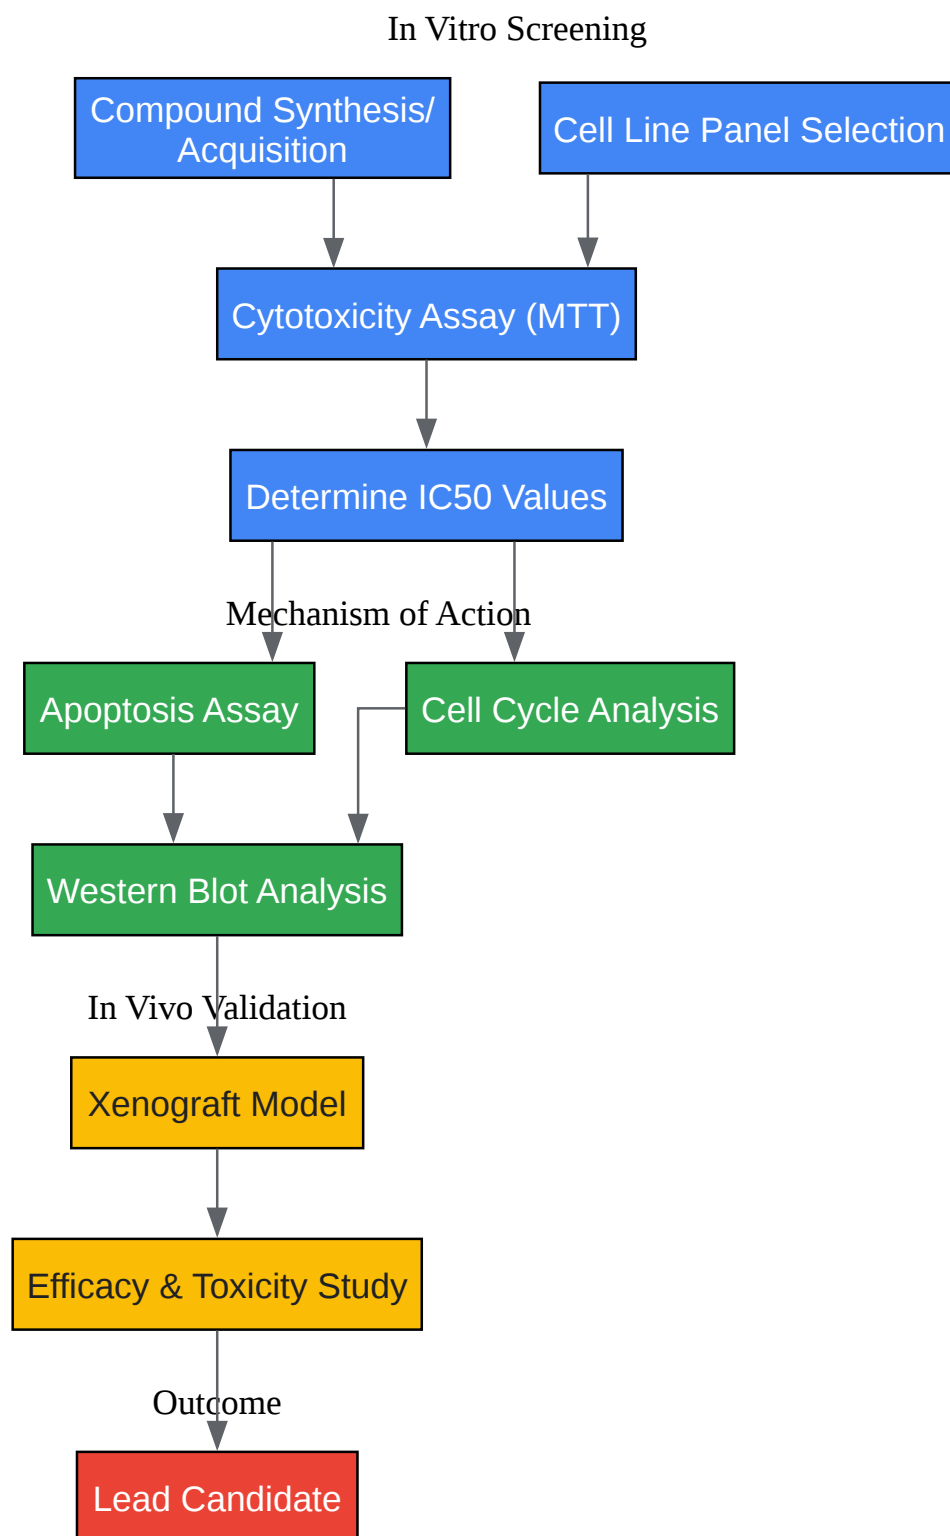 In Vitro Screening
Compound Synthesis/
Acquisition
Cell Line Panel Selection
Cytotoxicity Assay (MTT)
Determine IC50 Values
Mechanism of Action
Apoptosis Assay
Cell Cycle Analysis
Western Blot Analysis
In Vivo Validation
Xenograft Model
Efficacy & Toxicity Study
Outcome
Lead Candidate